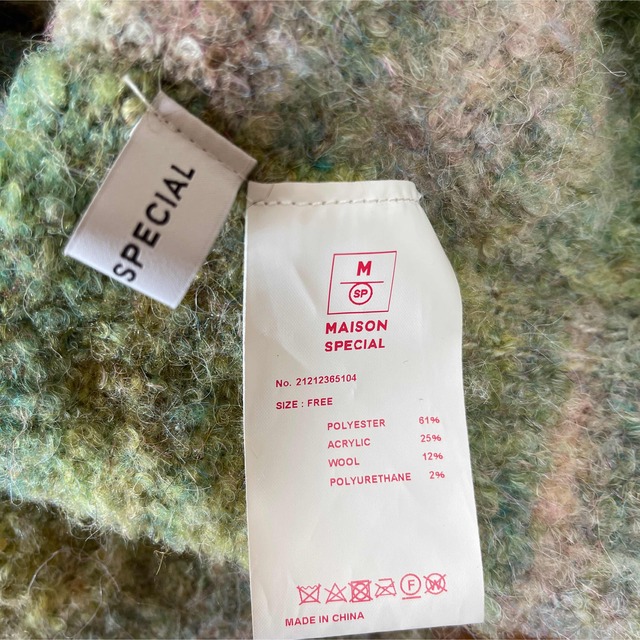 SPECIAL
M
SP
MAISON
SPECIAL
No. 21212365104
SIZE : FREE
POLYESTER 61%
ACRYLIC 25%
WOOL 12%
POLYURETHANE 2%
F
W
MADE IN CHINA